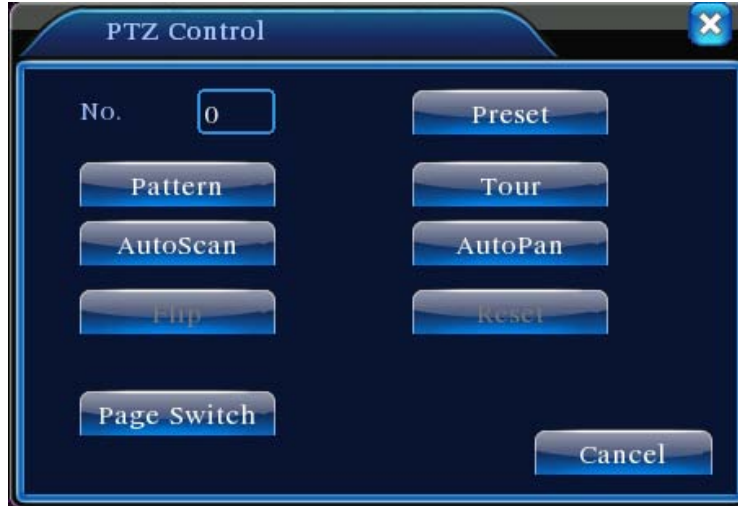 PTZ Control
No. 0 Preset
Pattern Tour
AutoScan AutoPan
Flip Reset
Page Switch
Cancel